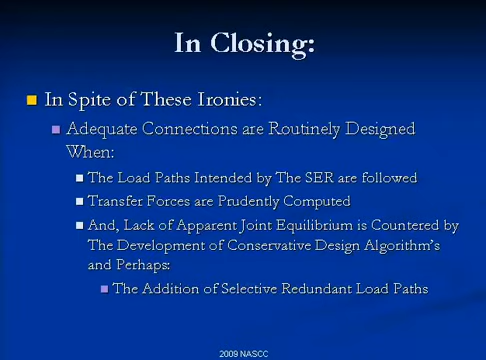 In Closing:
In Spite of These Ironies:
Adequate Connections are Routinely Designed
When:
The Load Paths Intended by The SER are followed
Transfer Forces are Prudently Computed
And, Lack of Apparent Joint Equilibrium is Countered by
The Development of Conservative Design Algorithm's
and Perhaps:
The Addition of Selective Redundant Load Paths
2009 NASCC